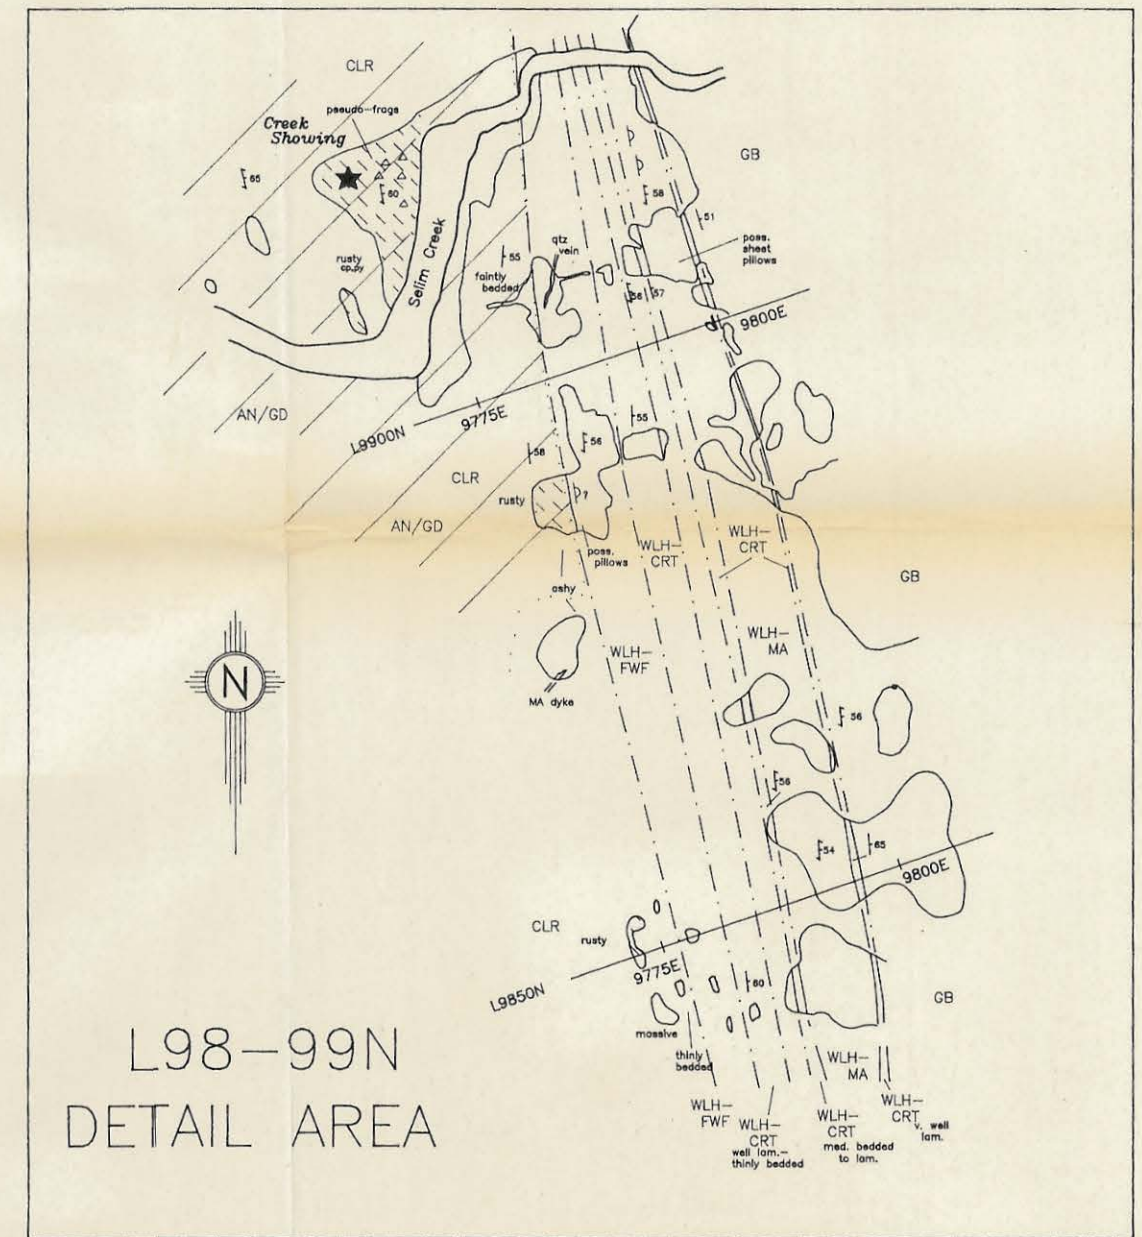 CLR
pseudo-frags
Creek
Showing
GB
65
60
58
51
Selim Creek
qtz
vein
poss.
sheet
pillows
55
faintly
bedded
rusty
cp,py
56
57
9800E
AN/GD
L9900N
9775E
55
56
58
CLR
rusty
?
AN/GD
poss.
pillows
WLH-
CRT
WLH-
CRT
GB
ashy
WLH-
MA
WLH-
FWF
N
MA dyke
56
56
54
65
9800E
CLR
rusty
9775E
L9850N
60
GB
massive
L98-99N
DETAIL AREA
thinly
bedded
WLH-
MA
WLH-
FWF
WLH-
CRT
well lam.-
thinly bedded
WLH-
CRT
med. bedded
to lam.
WLH-
CRT
v. well
lam.